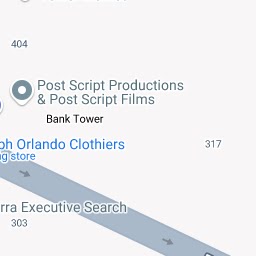 404
Post Script Productions
& Post Script Films
Bank Tower
ph Orlando Clothiers
317
ng store
rra Executive Search
303